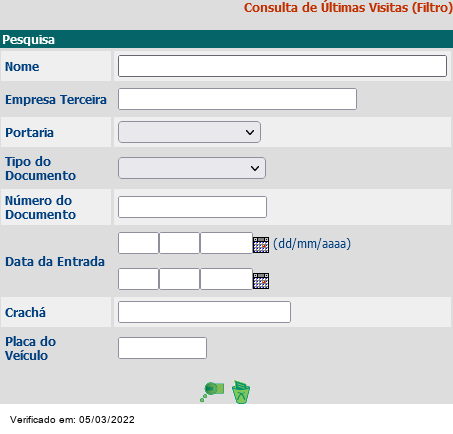 Consulta de Últimas Visitas (Filtro)
Pesquisa
Nome
Empresa Terceira
Portaria
Tipo do
Documento
Número do
Documento
Data da Entrada
(dd/mm/aaaa)
Crachá
Placa do
Veículo
Verificado em: 05/03/2022